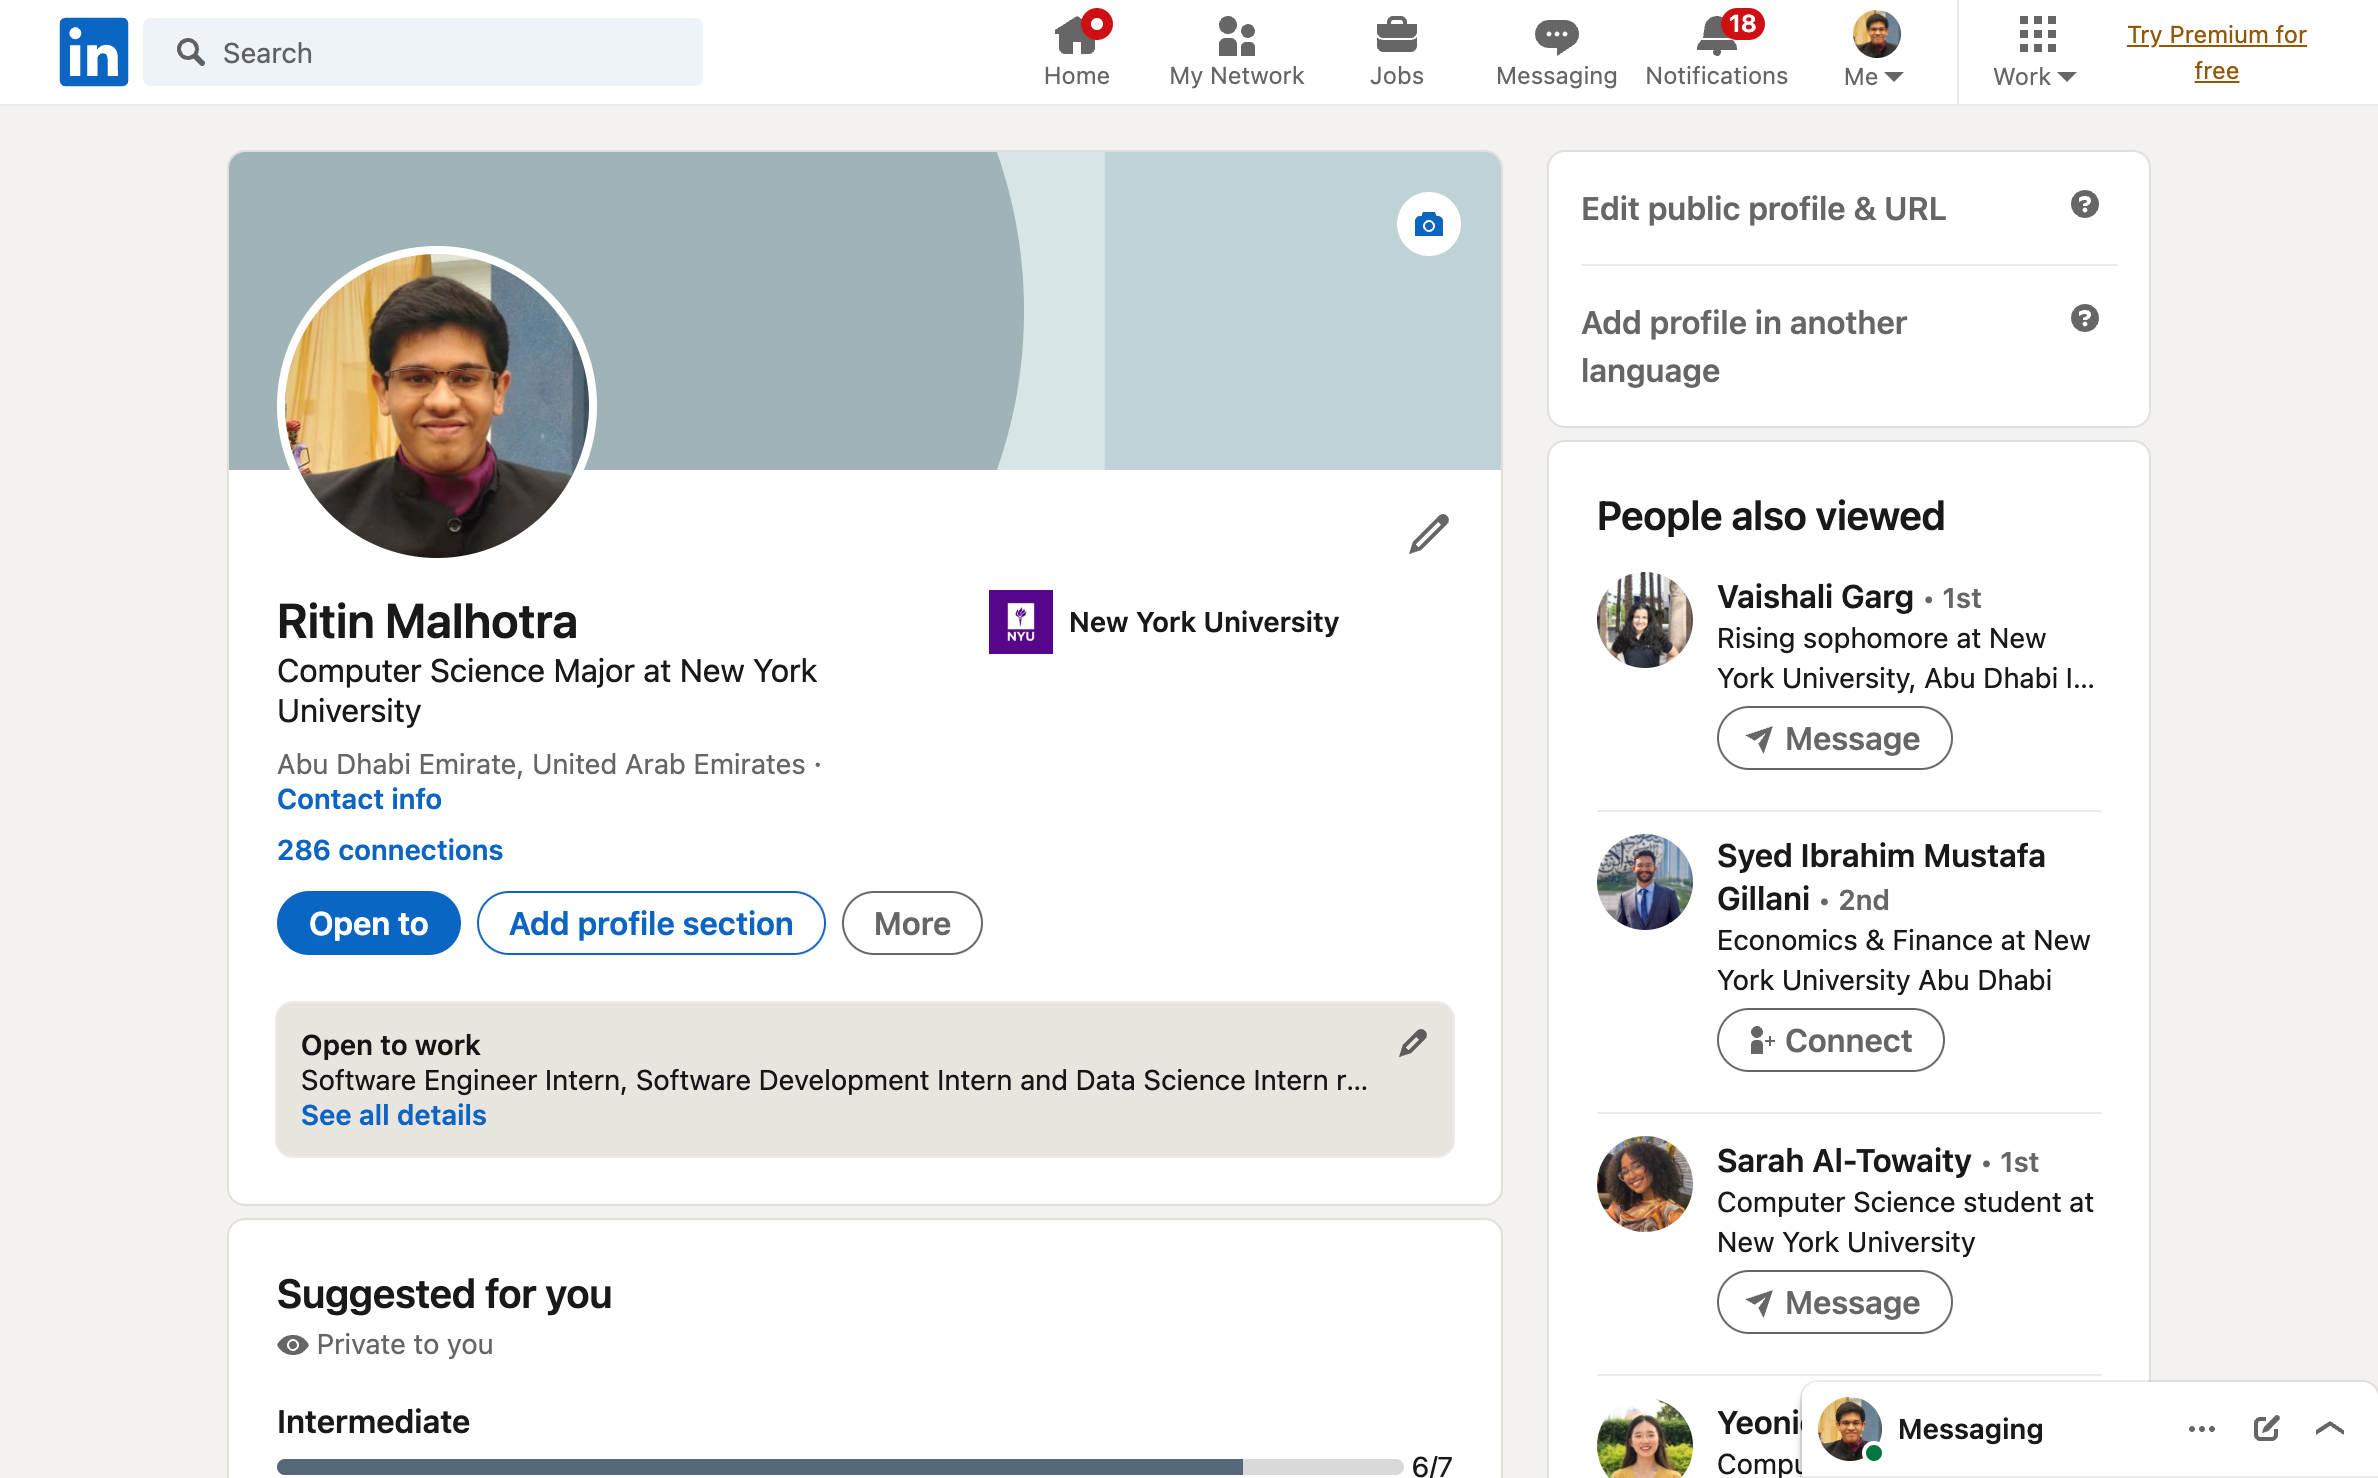 in
Search
Home
My Network
Jobs
Messaging
18
Notifications
Me
Work
Try Premium for
free
Edit public profile & URL
Add profile in another
language
Ritin Malhotra
Computer Science Major at New York
University
Abu Dhabi Emirate, United Arab Emirates ·
Contact info
286 connections
Open to
Add profile section
More
NYU
New York University
Open to work
Software Engineer Intern, Software Development Intern and Data Science Intern r...
See all details
Suggested for you
Private to you
Intermediate
6/7
People also viewed
Vaishali Garg • 1st
Rising sophomore at New
York University, Abu Dhabi I...
Message
Syed Ibrahim Mustafa
Gillani • 2nd
Economics & Finance at New
York University Abu Dhabi
Connect
Sarah Al-Towaity • 1st
Computer Science student at
New York University
Message
Messaging